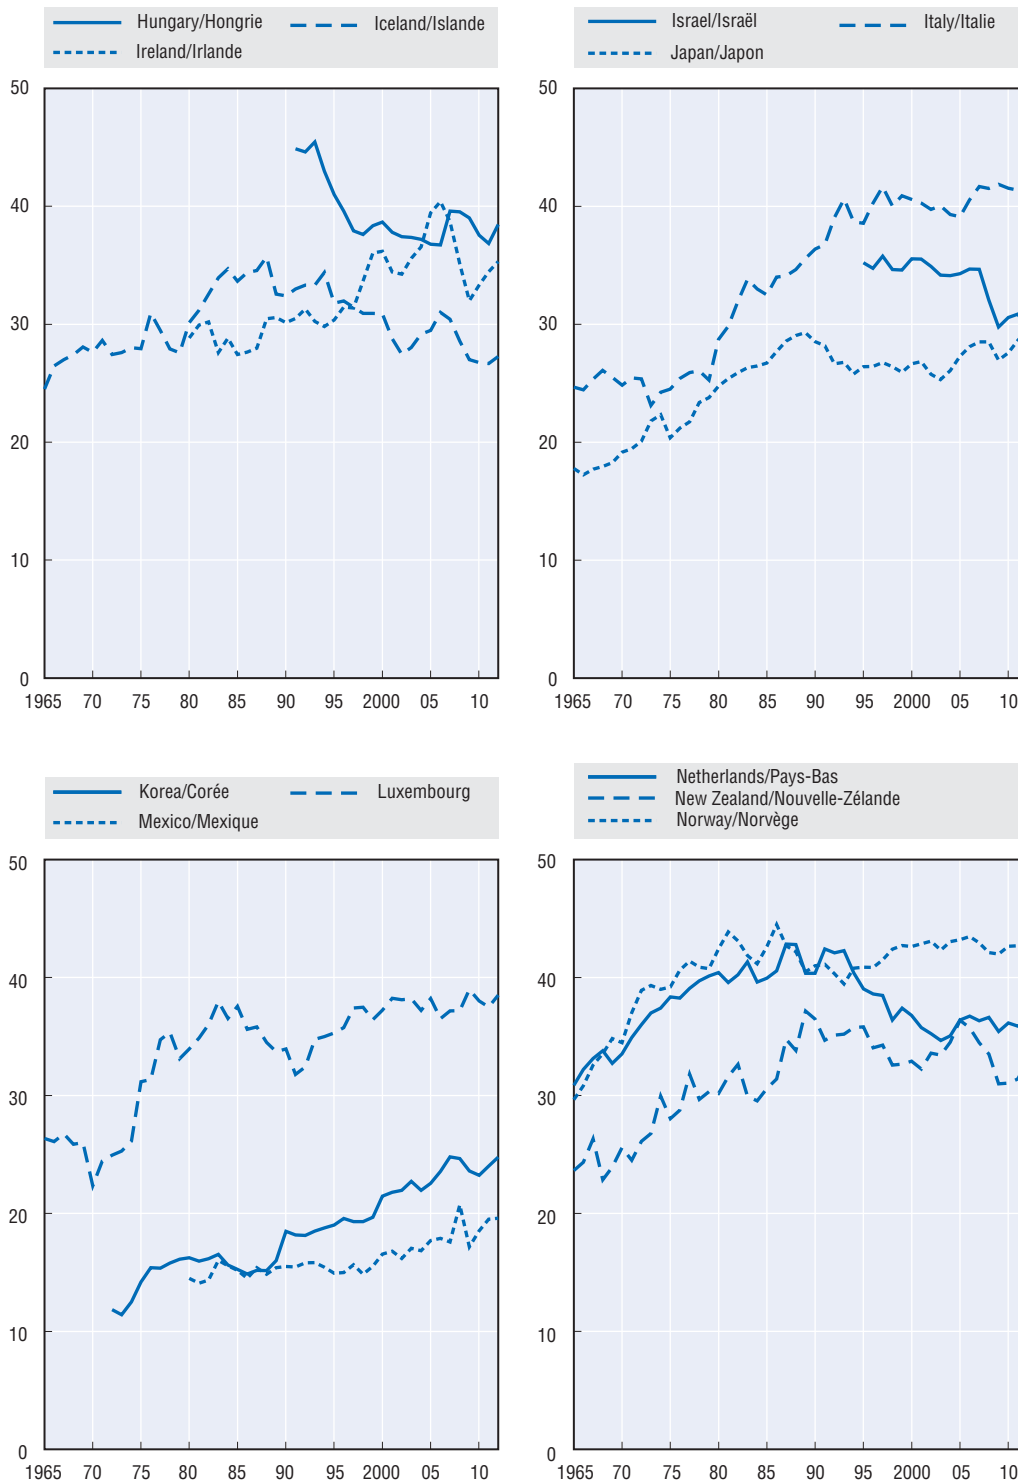 Hungary/Hongrie Iceland/Islande
Ireland/Irlande
50
40
30
20
10
0
1965 70 75 80 85 90 95 2000 05 10
Israel/Israël Italy/Italie
Japan/Japon
50
40
30
20
10
0
1965 70 75 80 85 90 95 2000 05 10
Korea/Corée Luxembourg
Mexico/Mexique
50
40
30
20
10
0
1965 70 75 80 85 90 95 2000 05 10
Netherlands/Pays-Bas
New Zealand/Nouvelle-Zélande
Norway/Norvège
50
40
30
20
10
0
1965 70 75 80 85 90 95 2000 05 10